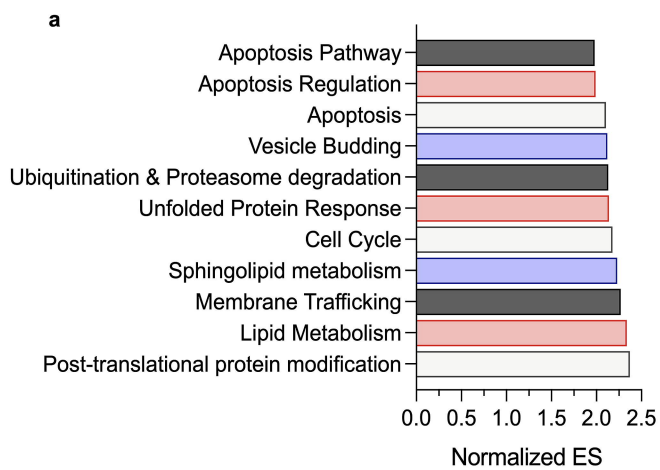 a
Apoptosis Pathway
Apoptosis Regulation
Apoptosis
Vesicle Budding
Ubiquitination & Proteasome degradation
Unfolded Protein Response
Cell Cycle
Sphingolipid metabolism
Membrane Trafficking
Lipid Metabolism
Post-translational protein modification
0.0 0.5 1.0 1.5 2.0 2.5
Normalized ES